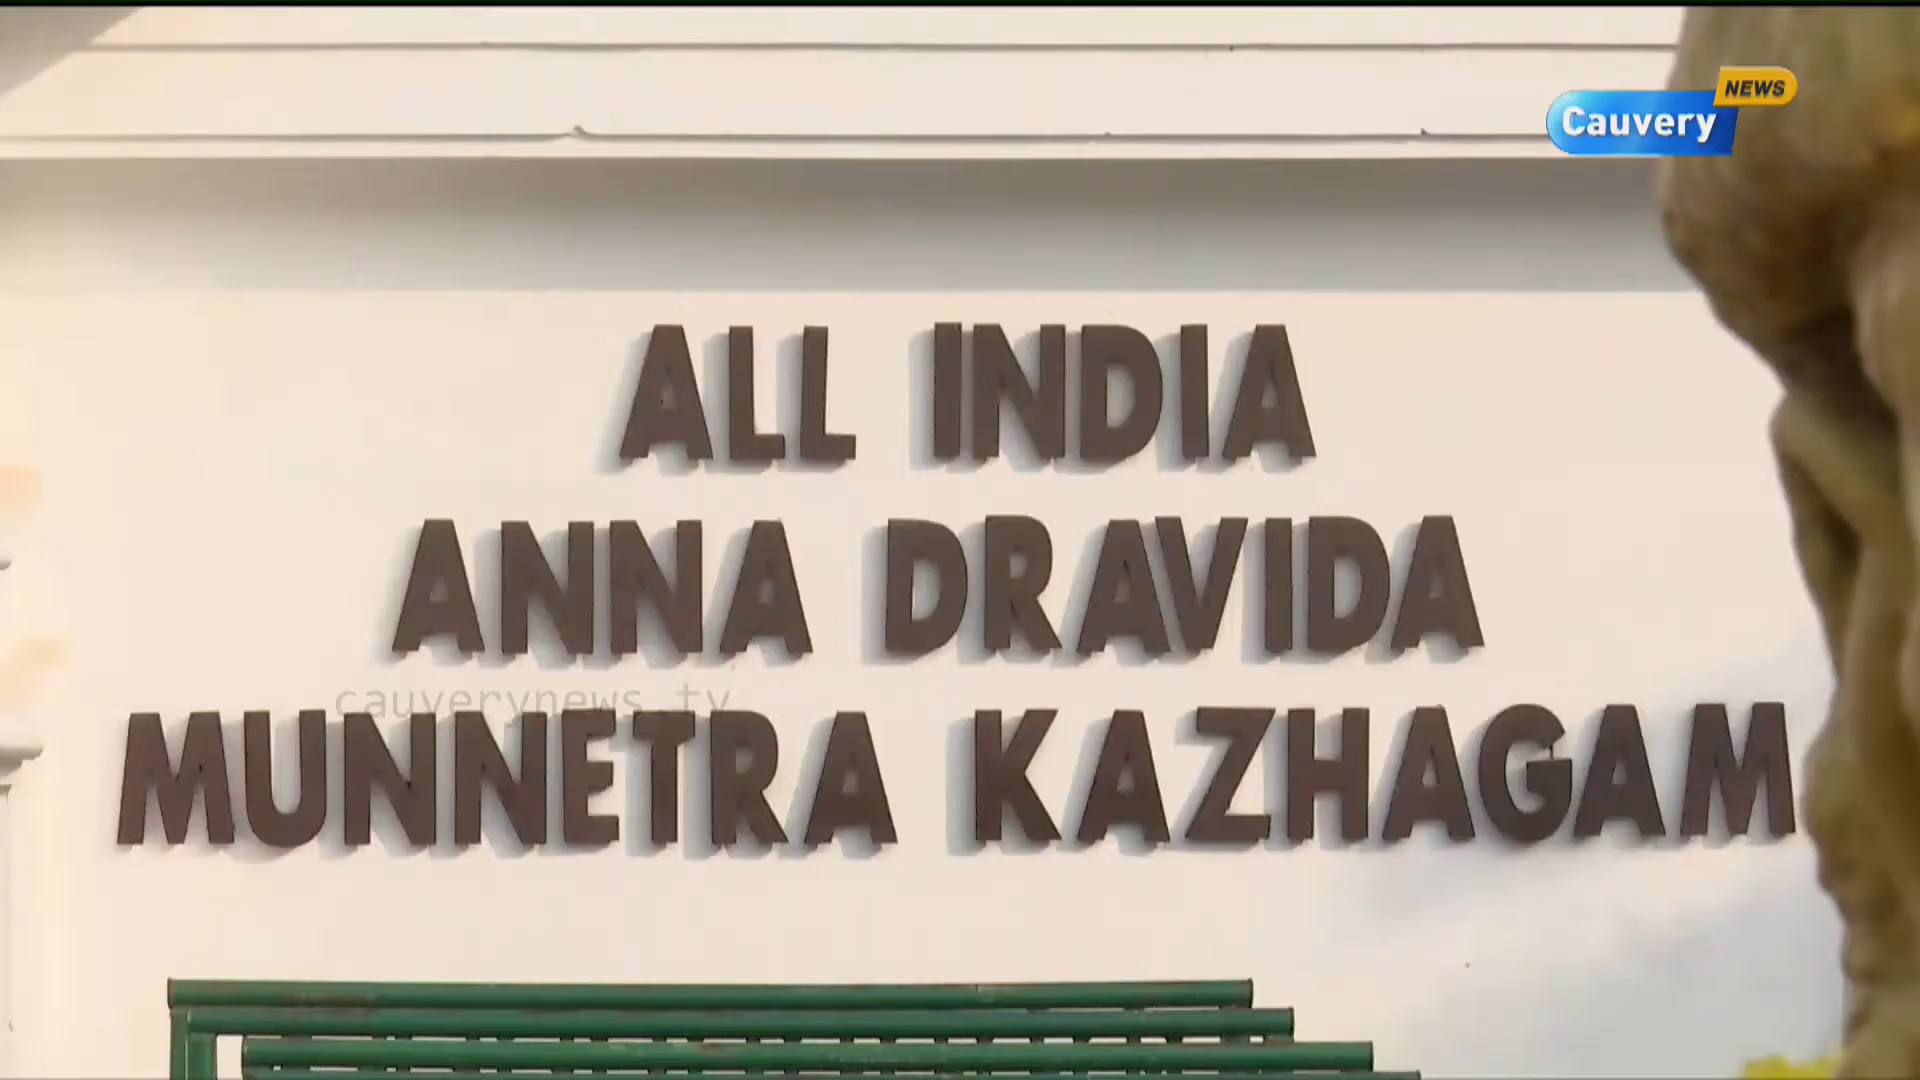 NEWS
Cauvery
ALL INDIA
ANNA DRAVIDA
cauverynews.tv
MUNNETRA KAZHAGAM